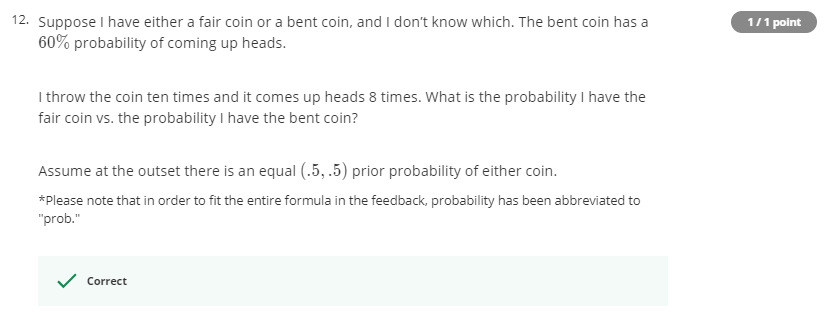 12. Suppose I have either a fair coin or a bent coin, and I don’t know which. The bent coin has a
1 / 1 point
60% probability of coming up heads.
I throw the coin ten times and it comes up heads 8 times. What is the probability I have the
fair coin vs. the probability I have the bent coin?
Assume at the outset there is an equal (.5, .5) prior probability of either coin.
*Please note that in order to fit the entire formula in the feedback, probability has been abbreviated to
"prob."
Correct